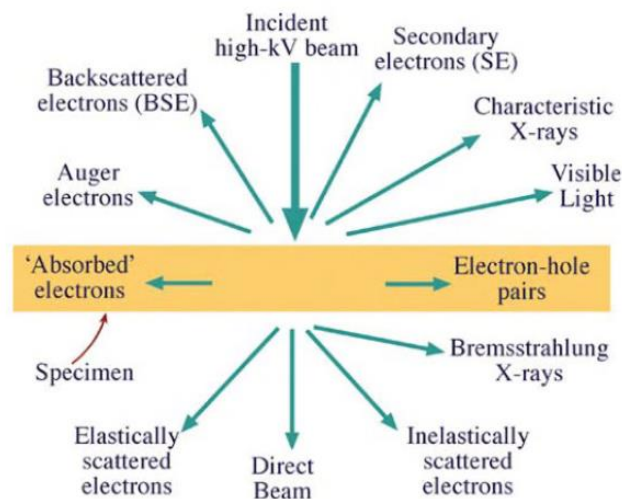 Incident
high-kV beam
Secondary
electrons (SE)
Backscattered
electrons (BSE)
Characteristic
X-rays
Auger
electrons
Visible
Light
‘Absorbed’
electrons
Electron-hole
pairs
Specimen
Bremsstrahlung
X-rays
Elastically
scattered
electrons
Direct
Beam
Inelastically
scattered
electrons